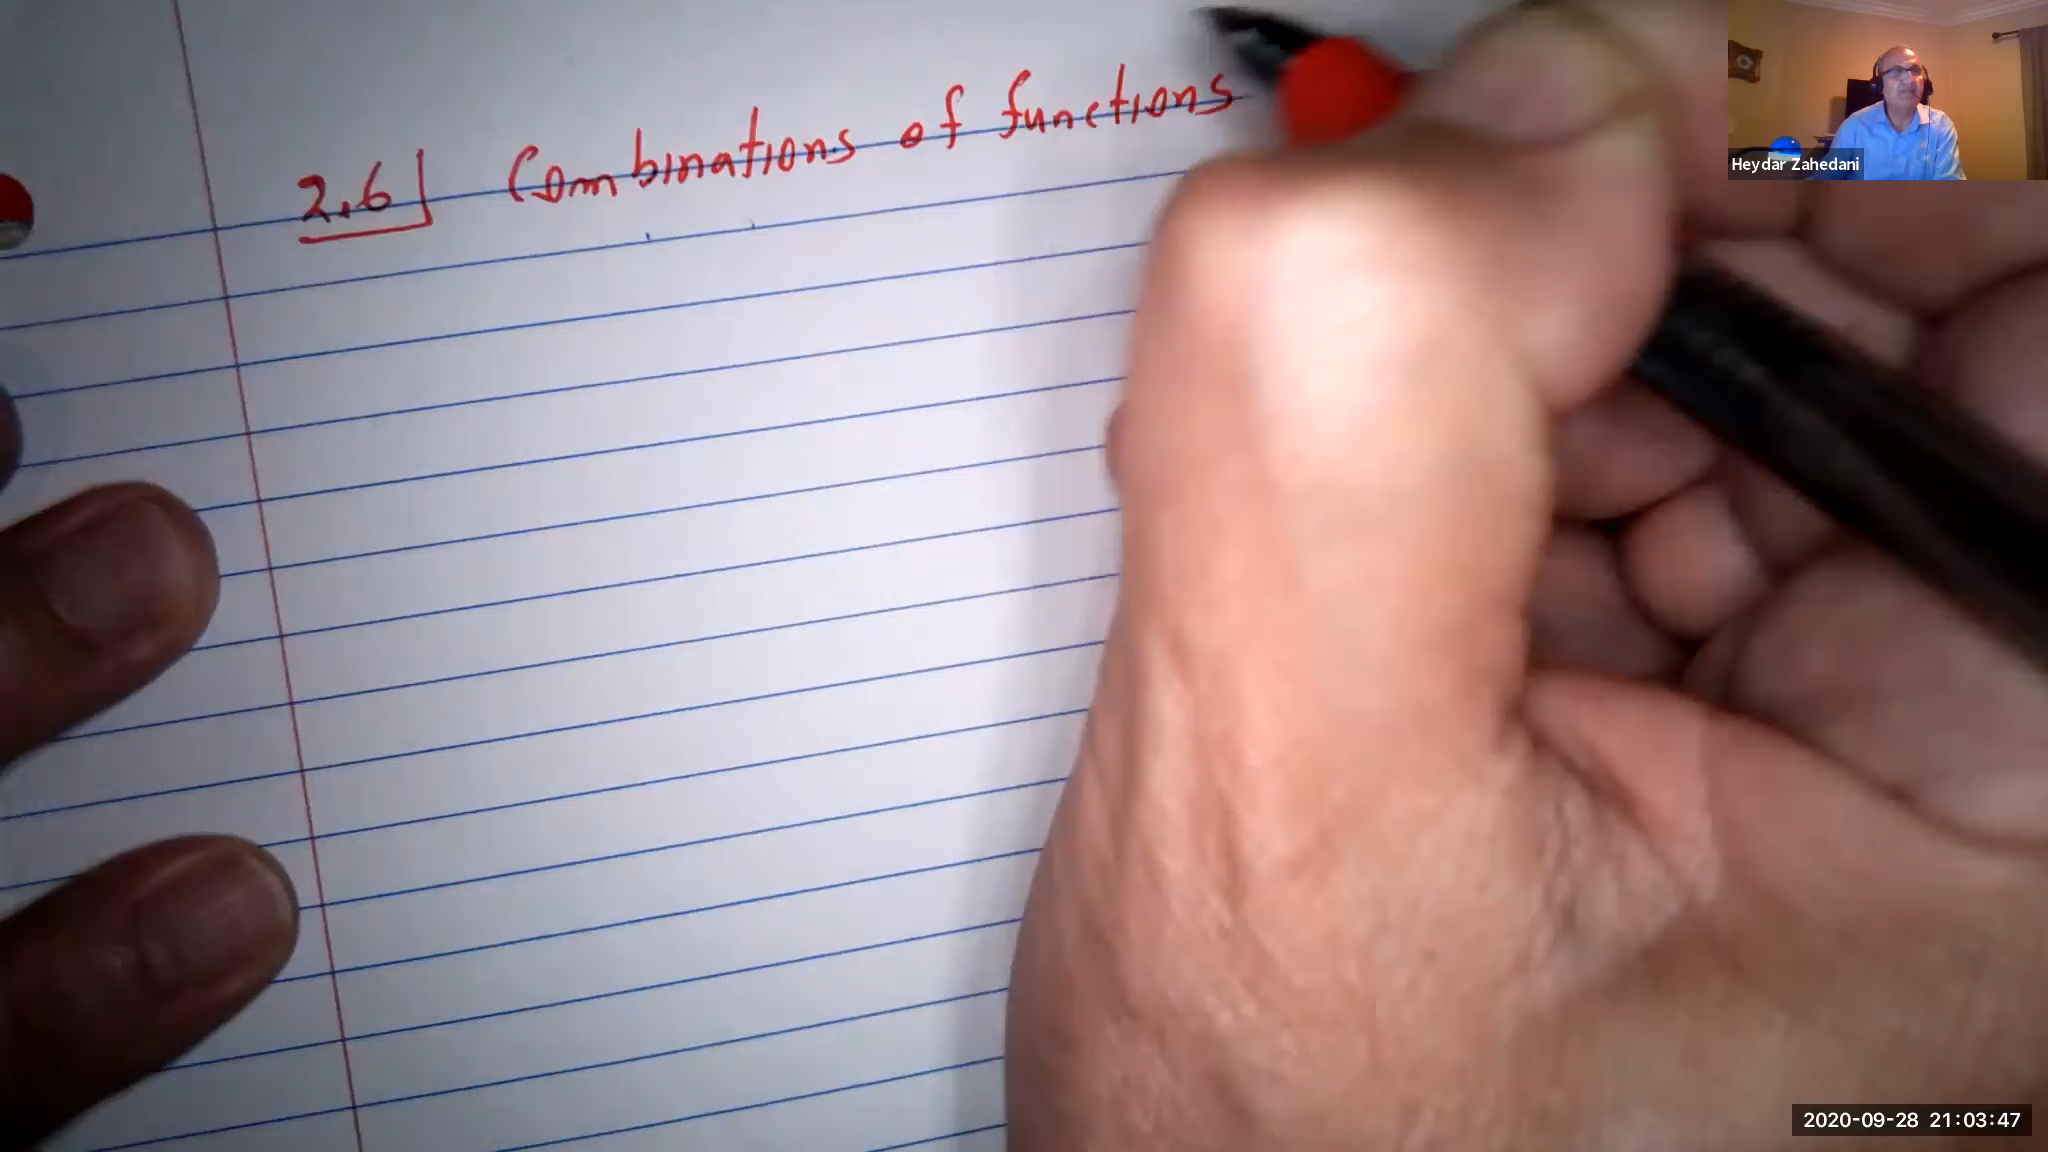 2.6 Combinations of functions
Heydar Zahedani
2020-09-28 21:03:47